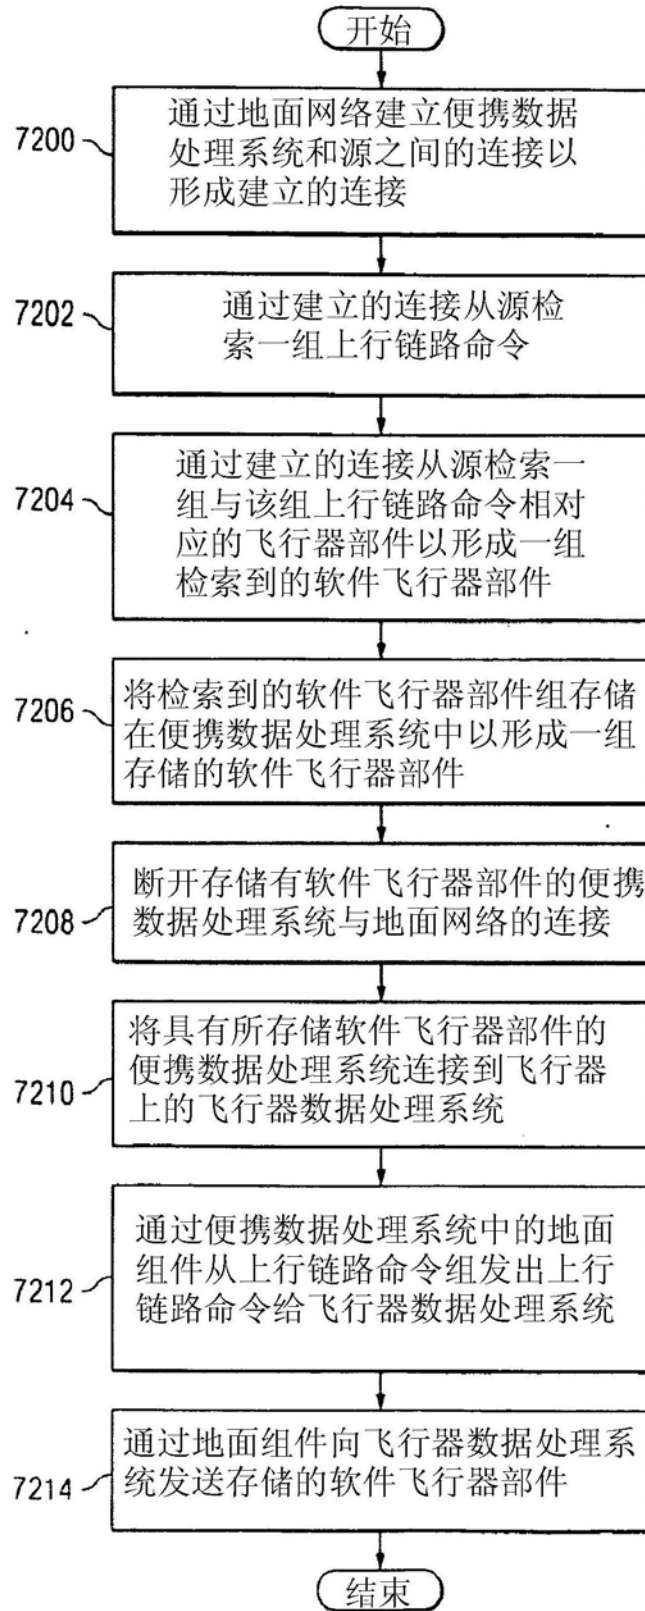 开始
7200
通过地面网络建立便携数据
处理系统和源之间的连接以
形成建立的连接
7202
通过建立的连接从源检
索一组上行链路命令
7204
通过建立的连接从源检索一
组与该组上行链路命令相对
应的飞行器部件以形成一组
检索到的软件飞行器部件
7206
将检索到的软件飞行器部件组存储
在便携数据处理系统中以形成一组
存储的软件飞行器部件
7208
断开存储有软件飞行器部件的便携
数据处理系统与地面网络的连接
7210
将具有所存储软件飞行器部件的
便携数据处理系统连接到飞行器
上的飞行器数据处理系统
7212
通过便携数据处理系统中的地面
组件从上行链路命令组发出上行
链路命令给飞行器数据处理系统
7214
通过地面组件向飞行器数据处理系
统发送存储的软件飞行器部件
结束